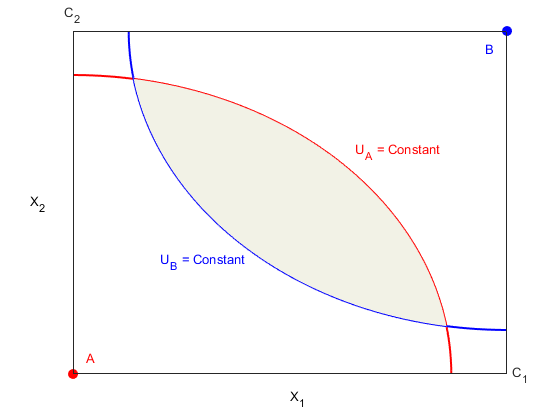 C2
B
UA = Constant
X2
UB = Constant
A
C1
X1